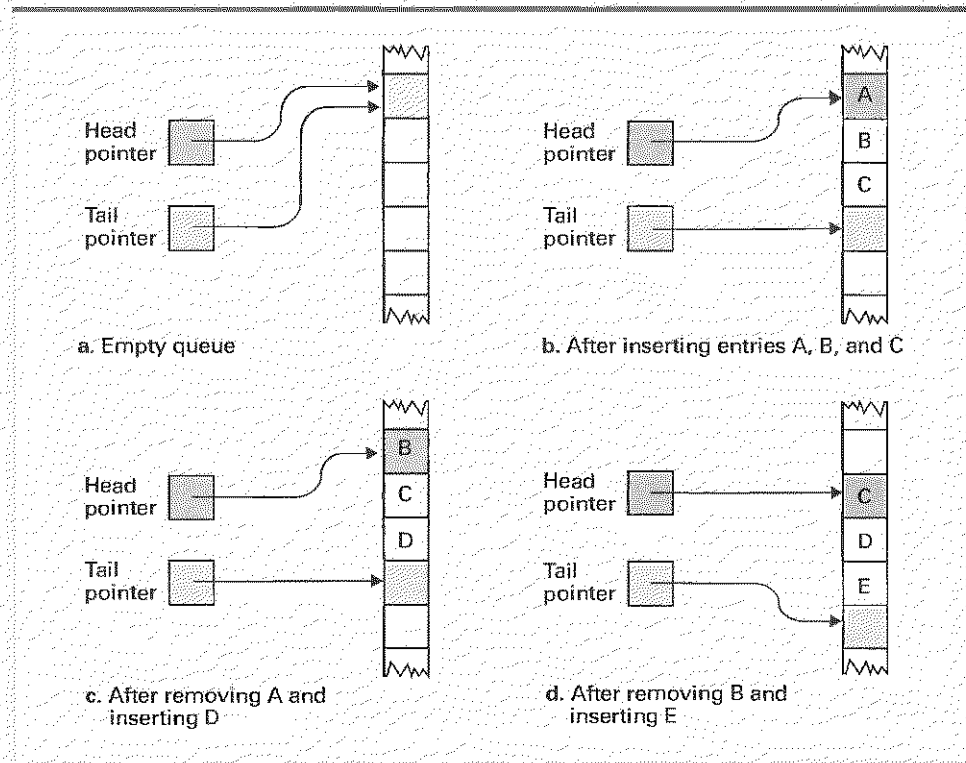 Head
pointer
Tail
pointer
a. Empty queue
Head
pointer
Tail
pointer
A
B
C
b. After inserting entries A, B, and C
Head
pointer
Tail
pointer
B
C
D
c. After removing A and
inserting D
Head
pointer
Tail
pointer
C
D
E
d. After removing B and
inserting E